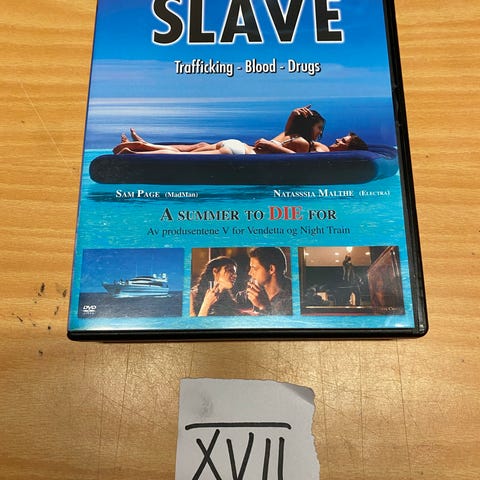 SLAVE
Trafficking - Blood - Drugs
SAM PAGE (MadMan) NATASSSJA MALTHE (ELECTRA)
A SUMMER TO DIE FOR
Av produsentene V for Vendetta og Night Train
DVD
XVII